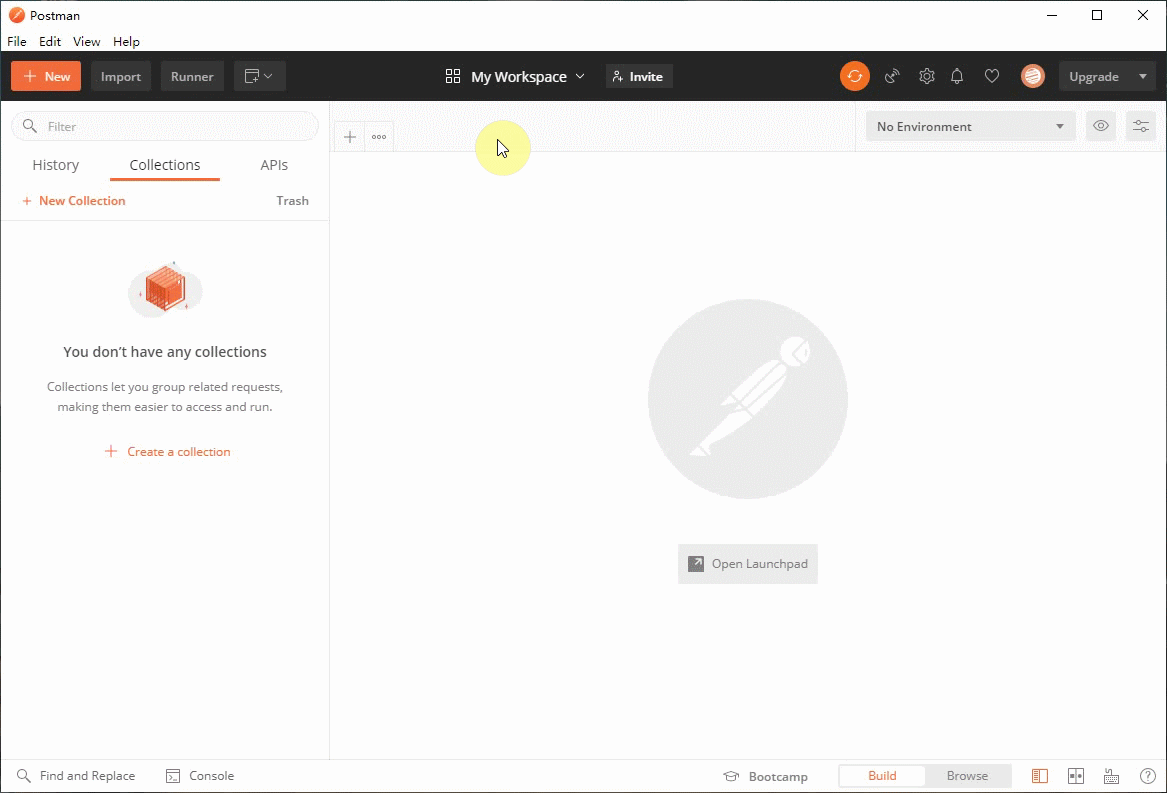 Postman
File Edit View Help
New Import Runner My Workspace Invite Upgrade
Filter
No Environment
History Collections APIs
+ New Collection Trash
You don’t have any collections
Collections let you group related requests,
making them easier to access and run.
+ Create a collection
Open Launchpad
Find and Replace Console Bootcamp Build Browse